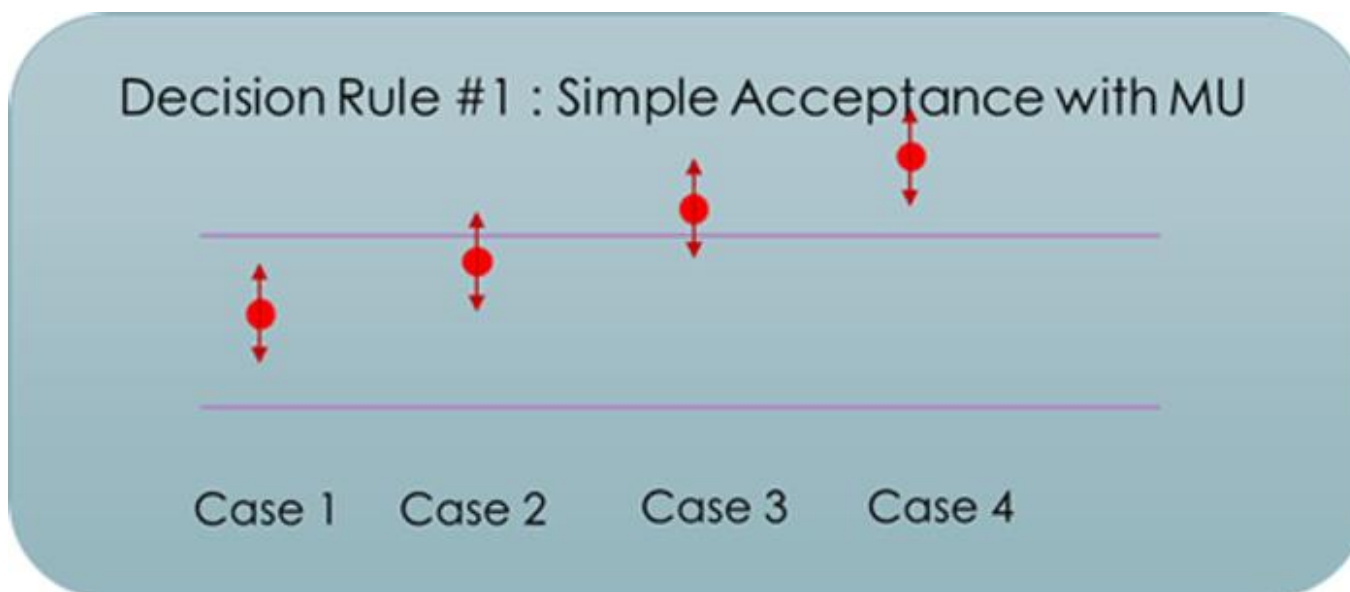 Decision Rule #1 : Simple Acceptance with MU
Case 1 Case 2 Case 3 Case 4